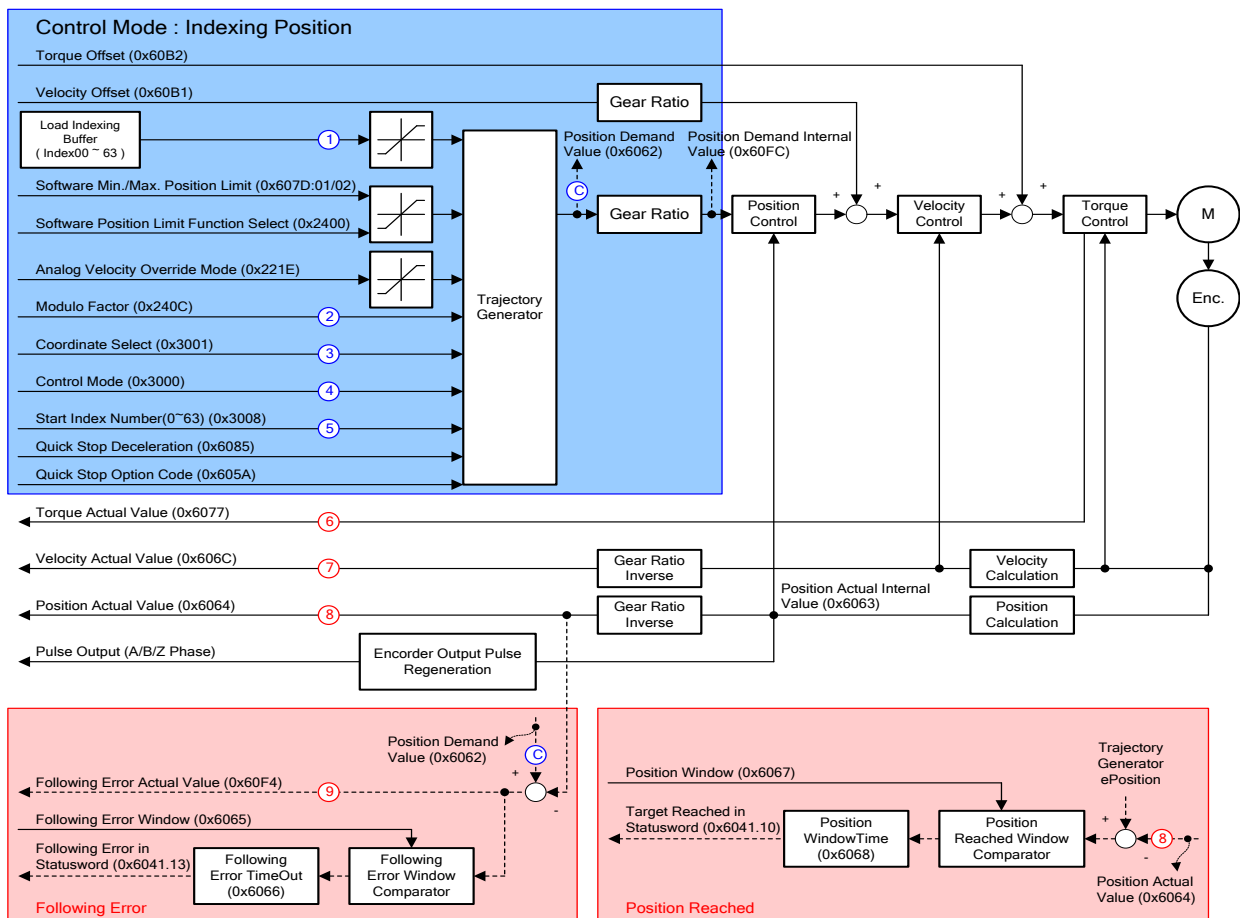 Control Mode : Indexing Position
Torque Offset (0x60B2)
Velocity Offset (0x60B1)
Gear Ratio
Load Indexing
Buffer
( Index00 ~ 63 )
1
Position Demand
Value (0x6062)
Position Demand Internal
Value (0x60FC)
C
Software Min./Max. Position Limit (0x607D:01/02)
Software Position Limit Function Select (0x2400)
Gear Ratio
Position
Control
+
+
Velocity
Control
+
+
Torque
Control
M
Analog Velocity Override Mode (0x221E)
Trajectory
Generator
Enc.
Modulo Factor (0x240C)
2
Coordinate Select (0x3001)
3
Control Mode (0x3000)
4
Start Index Number(0~63) (0x3008)
5
Quick Stop Deceleration (0x6085)
Quick Stop Option Code (0x605A)
Torque Actual Value (0x6077)
6
Velocity Actual Value (0x606C)
7
Gear Ratio
Inverse
Velocity
Calculation
Position Actual Internal
Value (0x6063)
Position Actual Value (0x6064)
8
Gear Ratio
Inverse
Position
Calculation
Pulse Output (A/B/Z Phase)
Encorder Output Pulse
Regeneration
Position Demand
Value (0x6062)
C
+
-
Following Error Actual Value (0x60F4)
9
Following Error Window (0x6065)
Following Error in
Statusword (0x6041.13)
Following
Error TimeOut
(0x6066)
Following
Error Window
Comparator
Following Error
Trajectory
Generator
ePosition
Position Window (0x6067)
Target Reached in
Statusword (0x6041.10)
Position
WindowTime
(0x6068)
Position
Reached Window
Comparator
+
-
8
Position Actual
Value (0x6064)
Position Reached